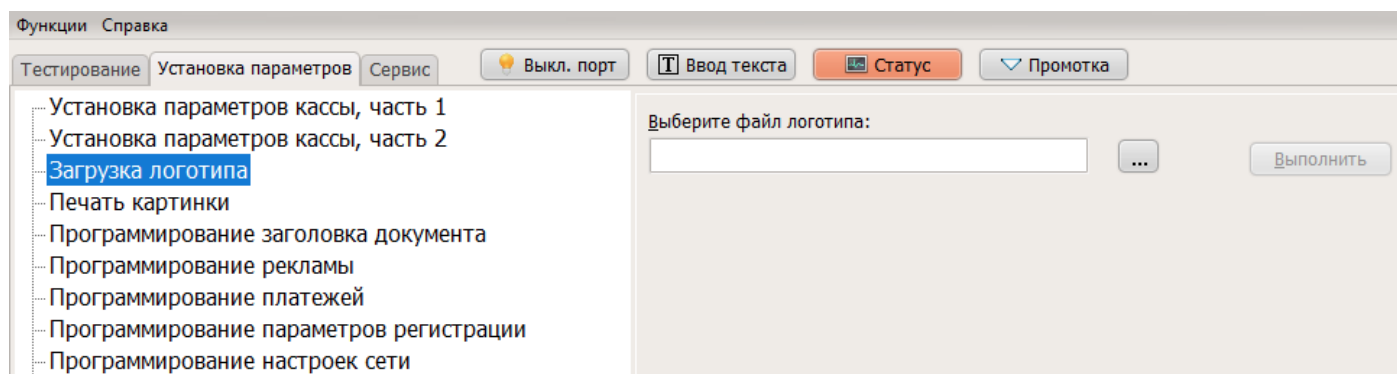 Функции Справка
Тестирование Установка параметров Сервис Выкл. порт T Ввод текста Статус Промотка
Установка параметров кассы, часть 1
Установка параметров кассы, часть 2
Загрузка логотипа
Печать картинки
Программирование заголовка документа
Программирование рекламы
Программирование платежей
Программирование параметров регистрации
Программирование настроек сети
Выберите файл логотипа:
... Выполнить